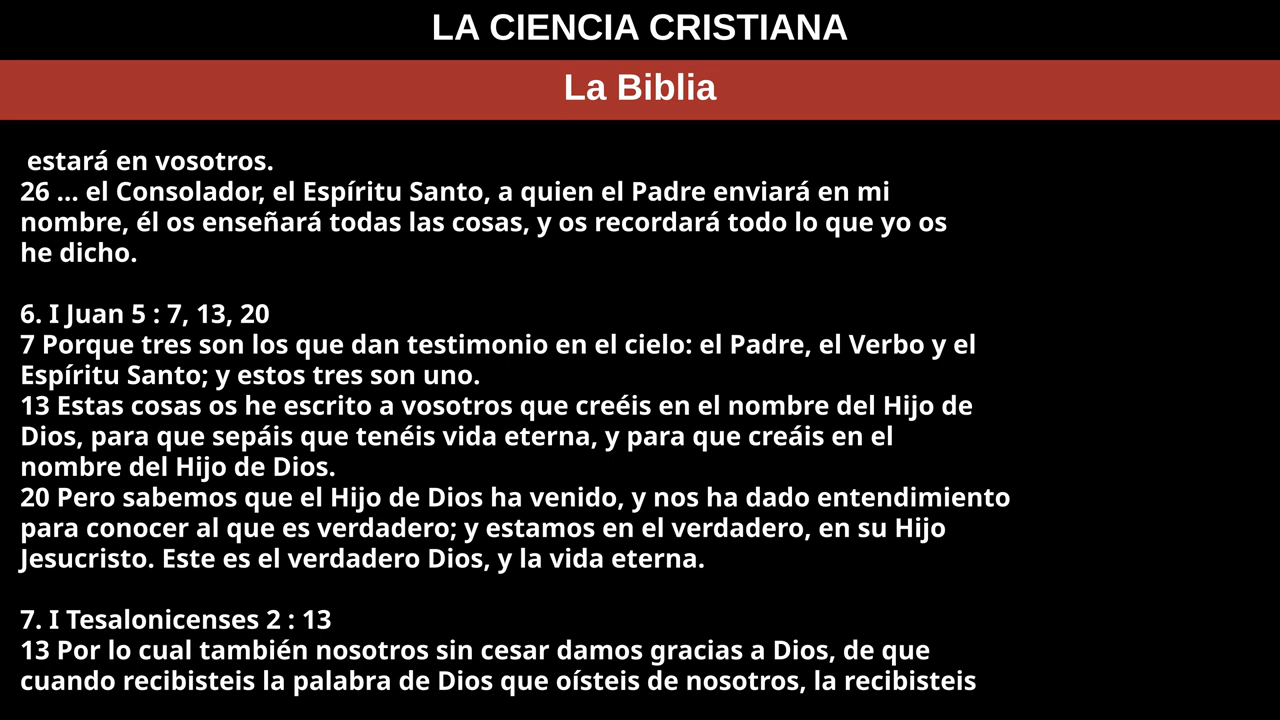 LA CIENCIA CRISTIANA
La Biblia
estará en vosotros.
26 ... el Consolador, el Espíritu Santo, a quien el Padre enviará en mi
nombre, él os enseñará todas las cosas, y os recordará todo lo que yo os
he dicho.
6. I Juan 5 : 7, 13, 20
7 Porque tres son los que dan testimonio en el cielo: el Padre, el Verbo y el
Espíritu Santo; y estos tres son uno.
13 Estas cosas os he escrito a vosotros que creéis en el nombre del Hijo de
Dios, para que sepáis que tenéis vida eterna, y para que creáis en el
nombre del Hijo de Dios.
20 Pero sabemos que el Hijo de Dios ha venido, y nos ha dado entendimiento
para conocer al que es verdadero; y estamos en el verdadero, en su Hijo
Jesucristo. Este es el verdadero Dios, y la vida eterna.
7. I Tesalonicenses 2 : 13
13 Por lo cual también nosotros sin cesar damos gracias a Dios, de que
cuando recibisteis la palabra de Dios que oísteis de nosotros, la recibisteis